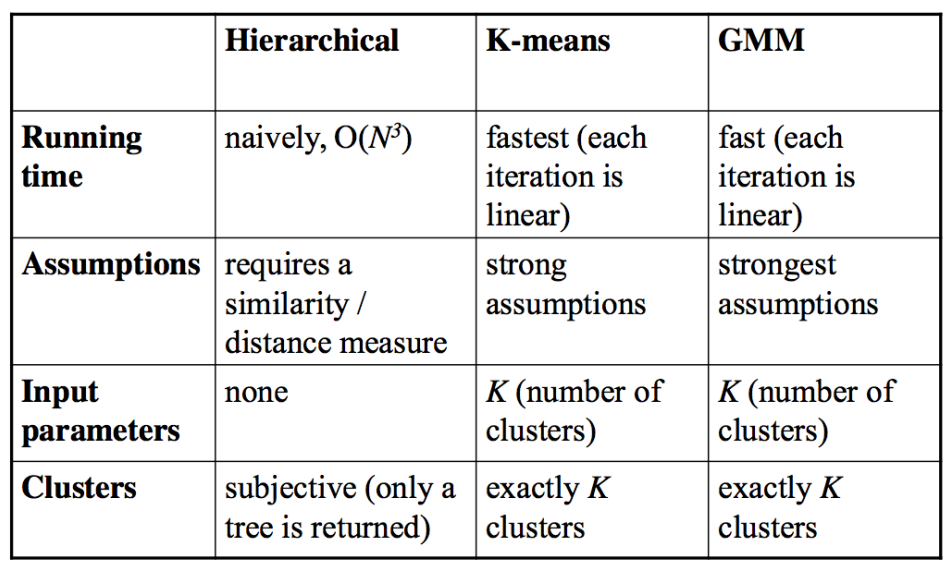 Hierarchical K-means GMM
Running time naively, O(N³) fastest (each iteration is linear) fast (each iteration is linear)
Assumptions requires a similarity / distance measure strong assumptions strongest assumptions
Input parameters none K (number of clusters) K (number of clusters)
Clusters subjective (only a tree is returned) exactly K clusters exactly K clusters